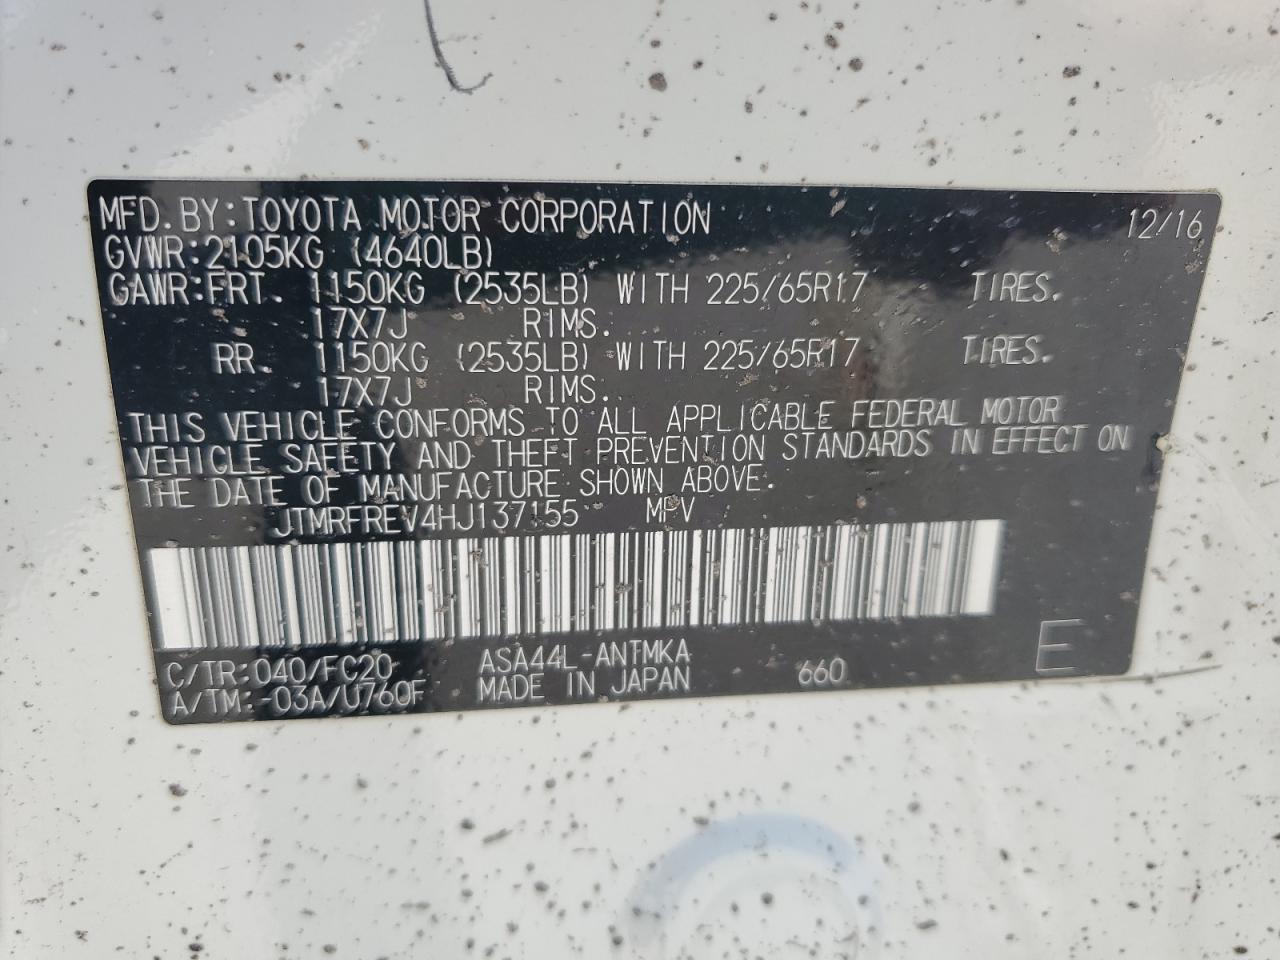 MFD. BY: TOYOTA MOTOR CORPORATION 12/16
GVWR: 2105KG (4640LB)
GAWR: FRT. 1150KG (2535LB) WITH 225/65R17 TIRES.
17X7J RIMS.
RR. 1150KG (2535LB) WITH 225/65R17 TIRES.
17X7J RIMS.
THIS VEHICLE CONFORMS TO ALL APPLICABLE FEDERAL MOTOR
VEHICLE SAFETY AND THEFT PREVENTION STANDARDS IN EFFECT ON
THE DATE OF MANUFACTURE SHOWN ABOVE.
JTMRFREV4HJ137155 MPV
C/TR: 040/FC20 ASA44L-ANTMKA 660 E
A/TM: -03A/U760F MADE IN JAPAN